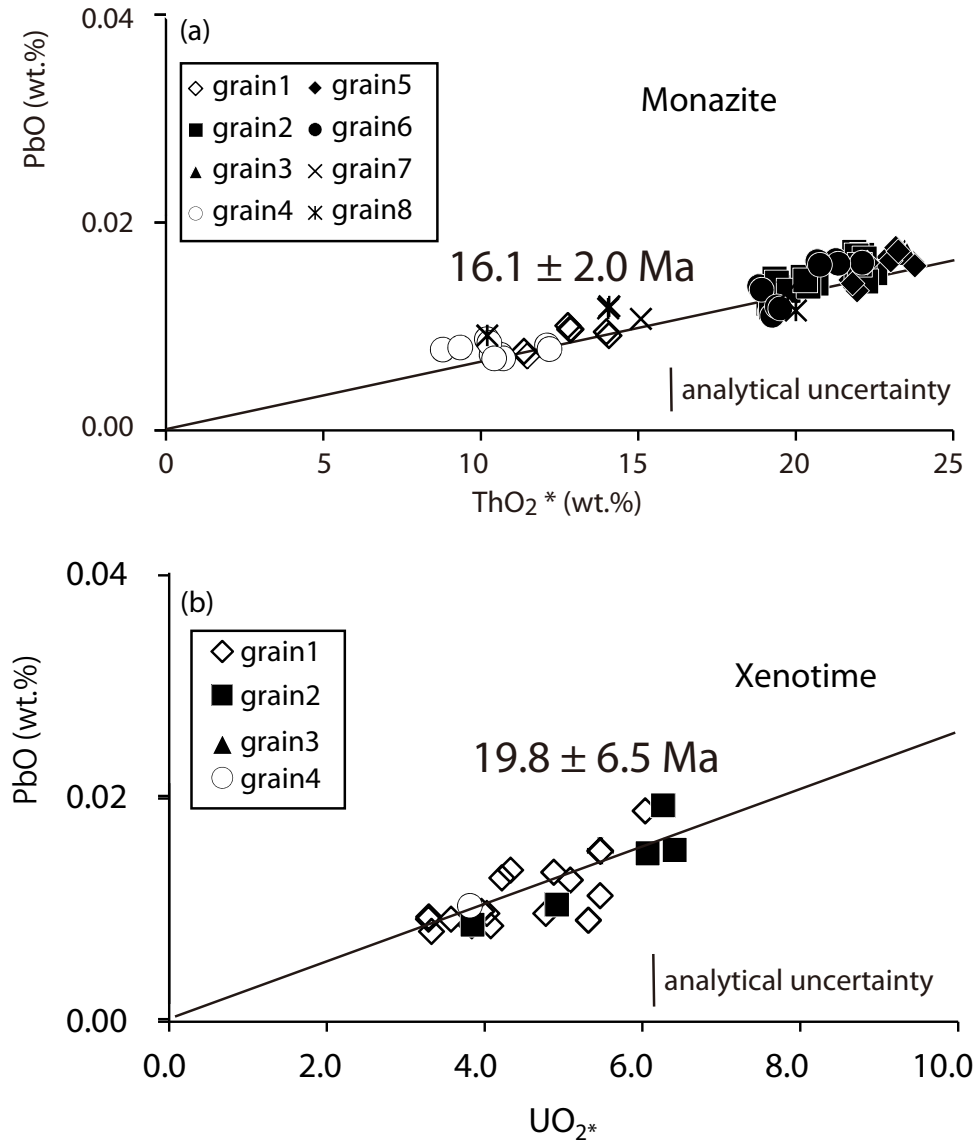 0.04
(a)
PbO (wt.%)
grain1 grain5
grain2 grain6
grain3 grain7
grain4 grain8
Monazite
0.02
16.1 ± 2.0 Ma
analytical uncertainty
0.00
0 5 10 15 20 25
ThO2 * (wt.%)
0.04
(b)
PbO (wt.%)
grain1
grain2
grain3
grain4
Xenotime
19.8 ± 6.5 Ma
0.02
analytical uncertainty
0.00
0.0 2.0 4.0 6.0 8.0 10.0
UO2*